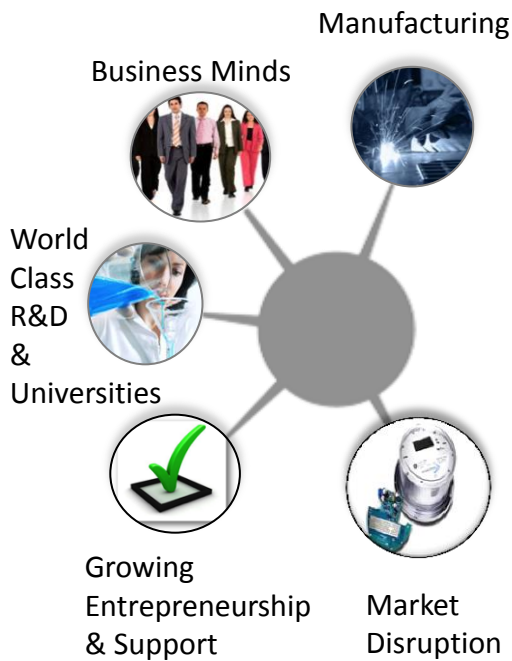 Manufacturing
Business Minds
World
Class
R&D
&
Universities
Growing
Entrepreneurship
& Support
Market
Disruption